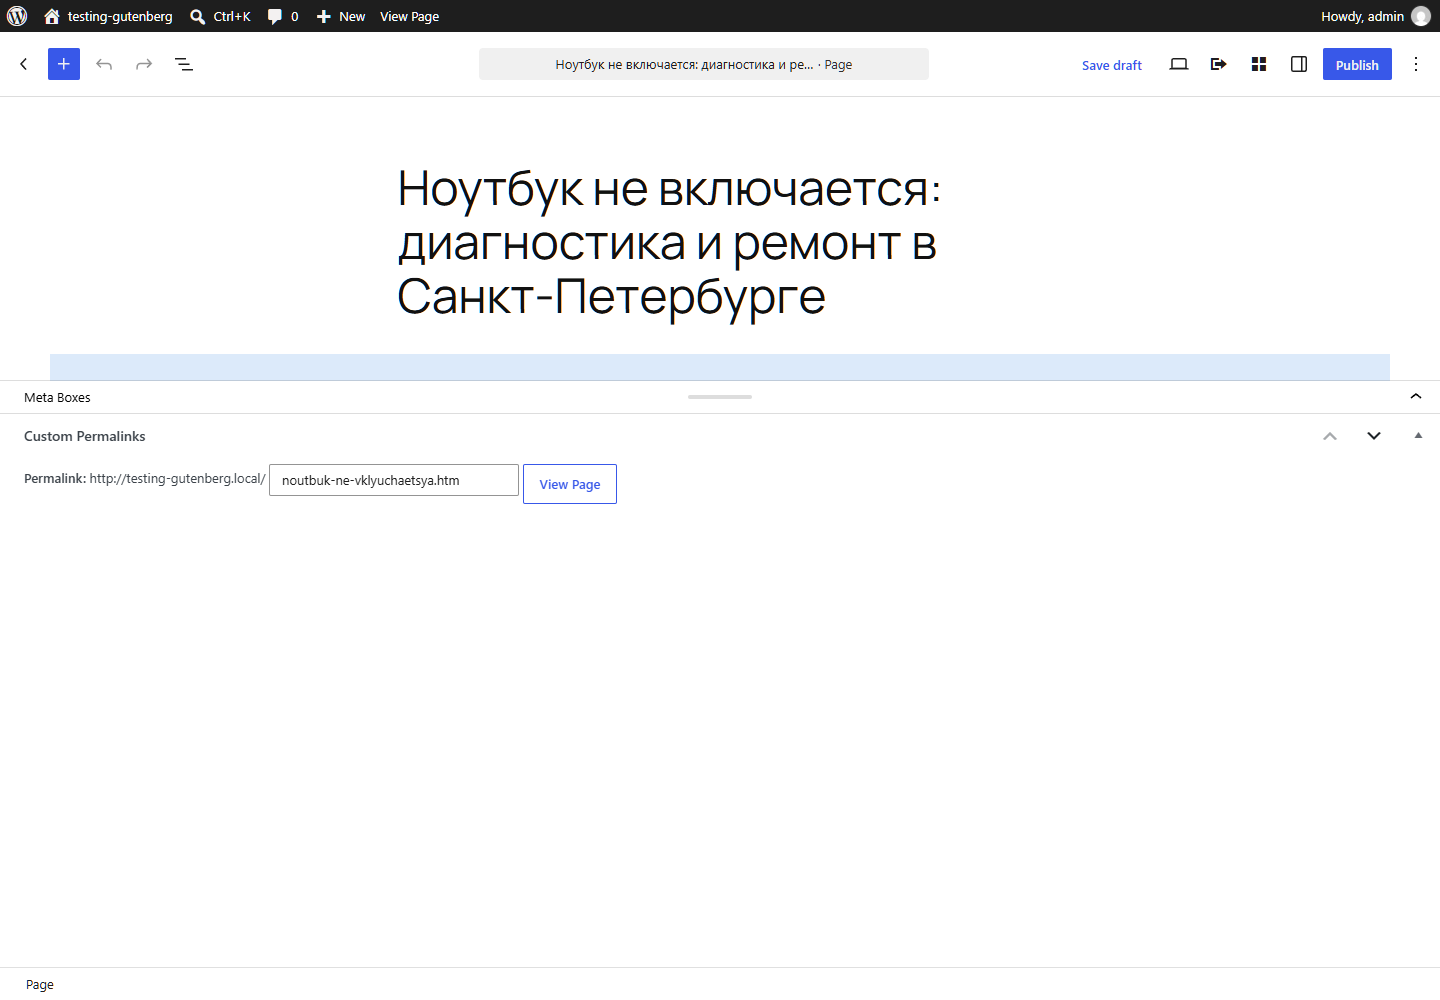 testing-gutenberg Ctrl+K 0 New View Page Howdy, admin
Ноутбук не включается: диагностика и ре... · Page Save draft Publish
Ноутбук не включается:
диагностика и ремонт в
Санкт-Петербурге
Meta Boxes
Custom Permalinks
Permalink: http://testing-gutenberg.local/ noutbuk-ne-vklyuchaetsya.htm View Page
Page